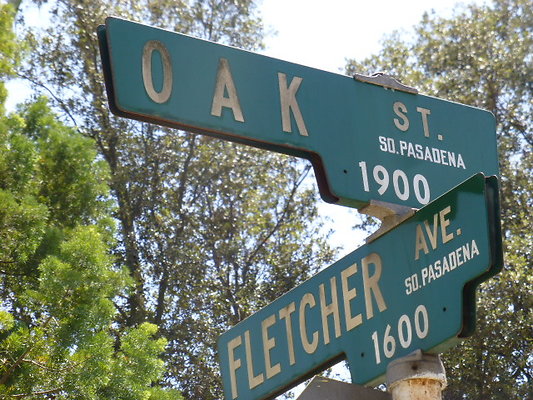 OAK ST.
SO. PASADENA
1900
FLETCHER AVE.
SO. PASADENA
1600